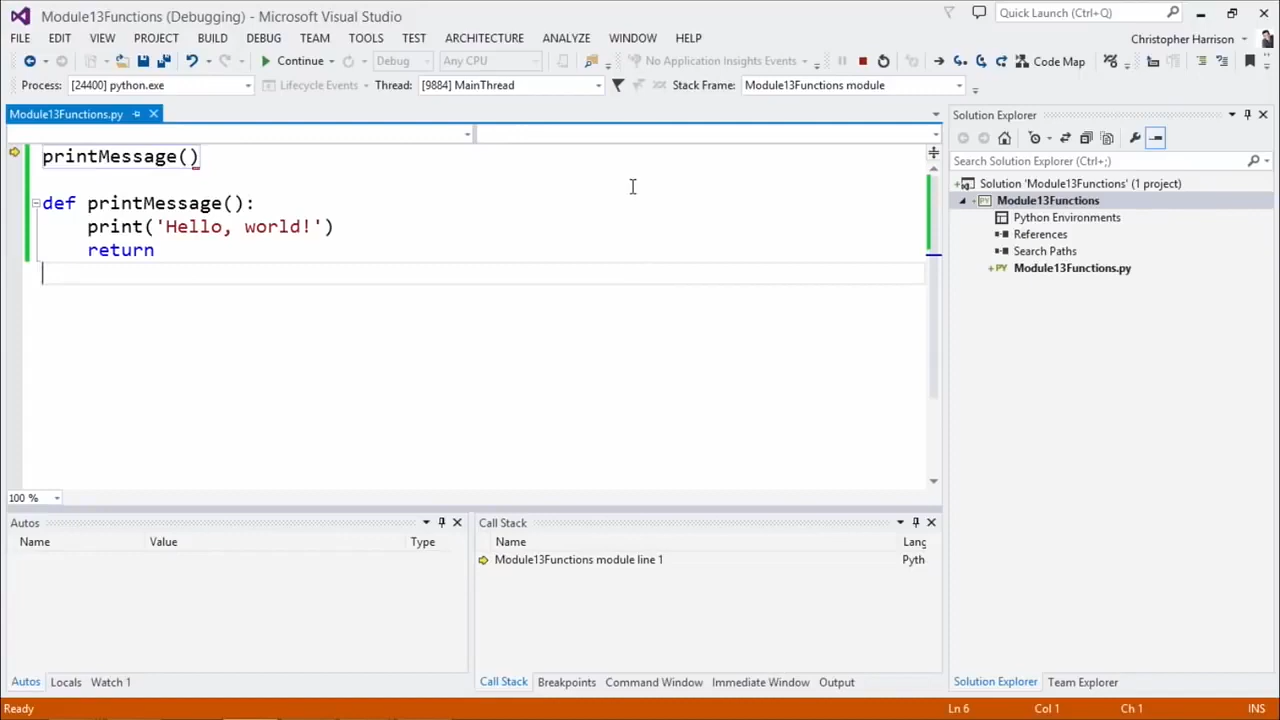 Module13Functions (Debugging) - Microsoft Visual Studio
Quick Launch (Ctrl+Q)
FILE EDIT VIEW PROJECT BUILD DEBUG TEAM TOOLS TEST ARCHITECTURE ANALYZE WINDOW HELP
Christopher Harrison
Continue Debug Any CPU No Application Insights Events Code Map
Process: [24400] python.exe Lifecycle Events Thread: [9884] MainThread Stack Frame: Module13Functions module
Module13Functions.py
printMessage()
def printMessage():
print('Hello, world!')
return
100 %
Solution Explorer
Search Solution Explorer (Ctrl+;)
Solution 'Module13Functions' (1 project)
PY Module13Functions
Python Environments
References
Search Paths
PY Module13Functions.py
Autos
Name Value Type
Call Stack
Name Lang
Module13Functions module line 1 Pyth
Autos Locals Watch 1
Call Stack Breakpoints Command Window Immediate Window Output
Solution Explorer Team Explorer
Ready Ln 6 Col 1 Ch 1 INS